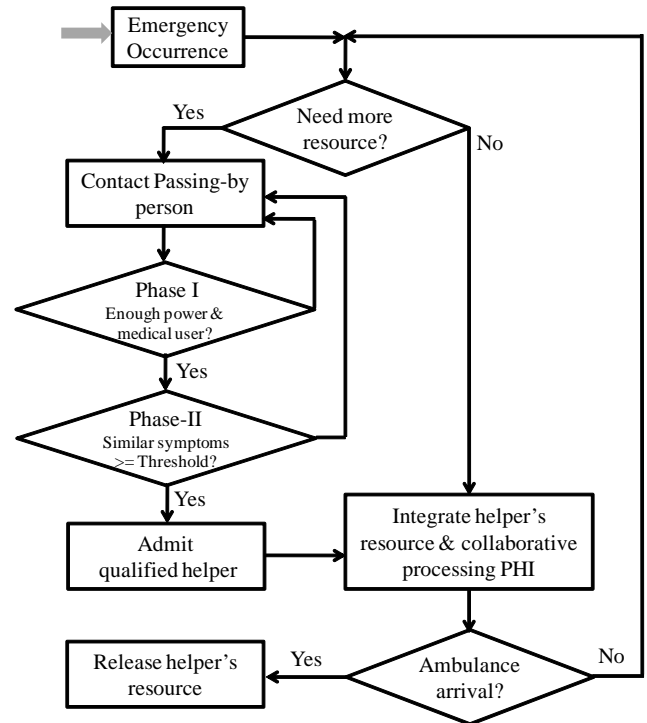 Emergency
Occurrence
Need more
resource?
Yes
No
Contact Passing-by
person
Phase I
Enough power &
medical user?
Yes
Phase-II
Similar symptoms
>= Threshold?
Yes
Admit
qualified helper
Integrate helper's
resource & collaborative
processing PHI
Ambulance
arrival?
Yes
No
Release helper's
resource